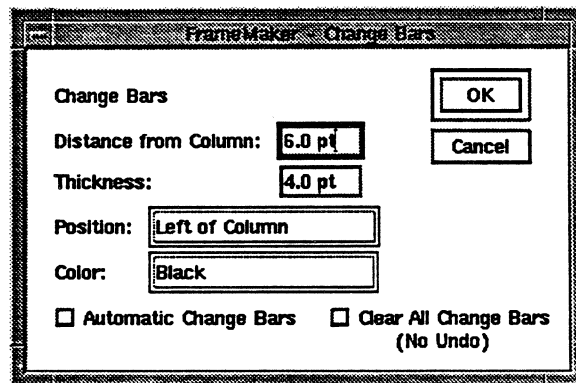 FrameMaker - Change Bars
Change Bars
OK
Distance from Column: 6.0 pt
Cancel
Thickness: 4.0 pt
Position: Left of Column
Color: Black
Automatic Change Bars
Clear All Change Bars
(No Undo)